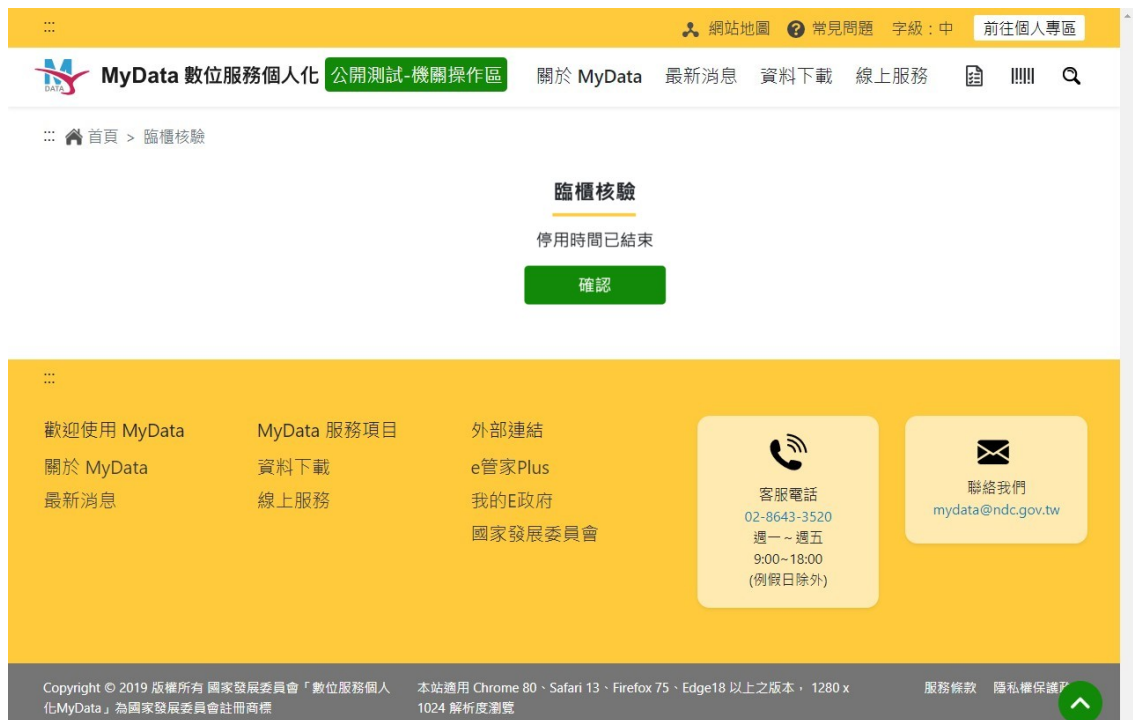 :::
網站地圖 常見問題 字級：中 前往個人專區
DATA MyData 數位服務個人化 公開測試-機關操作區 關於 MyData 最新消息 資料下載 線上服務
::: 首頁 > 臨櫃核驗
臨櫃核驗
停用時間已結束
確認
:::
歡迎使用 MyData
關於 MyData
最新消息
MyData 服務項目
資料下載
線上服務
外部連結
e管家Plus
我的E政府
國家發展委員會
客服電話
02-8643-3520
週一 ~ 週五
9:00~18:00
(例假日除外)
聯絡我們
mydata@ndc.gov.tw
Copyright © 2019 版權所有 國家發展委員會「數位服務個人
化MyData」為國家發展委員會註冊商標
本站適用 Chrome 80、Safari 13、Firefox 75、Edge18 以上之版本， 1280 x
1024 解析度瀏覽
服務條款 隱私權保護